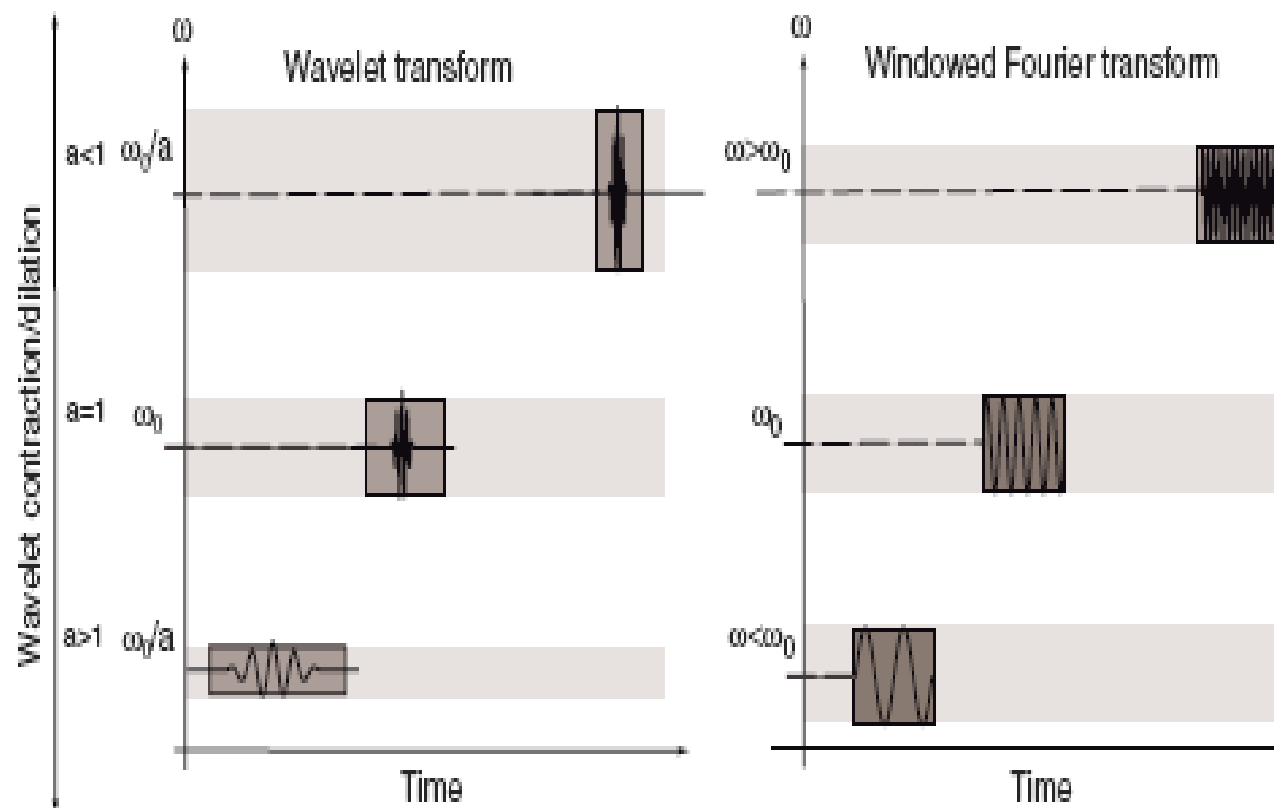 Wavelet contraction/dilation
ω
Wavelet transform
a<1 ω₀/a
a=1 ω₀
a>1 ω₀/a
Time
ω
Windowed Fourier transform
ω>ω₀
ω₀
ω<ω₀
Time